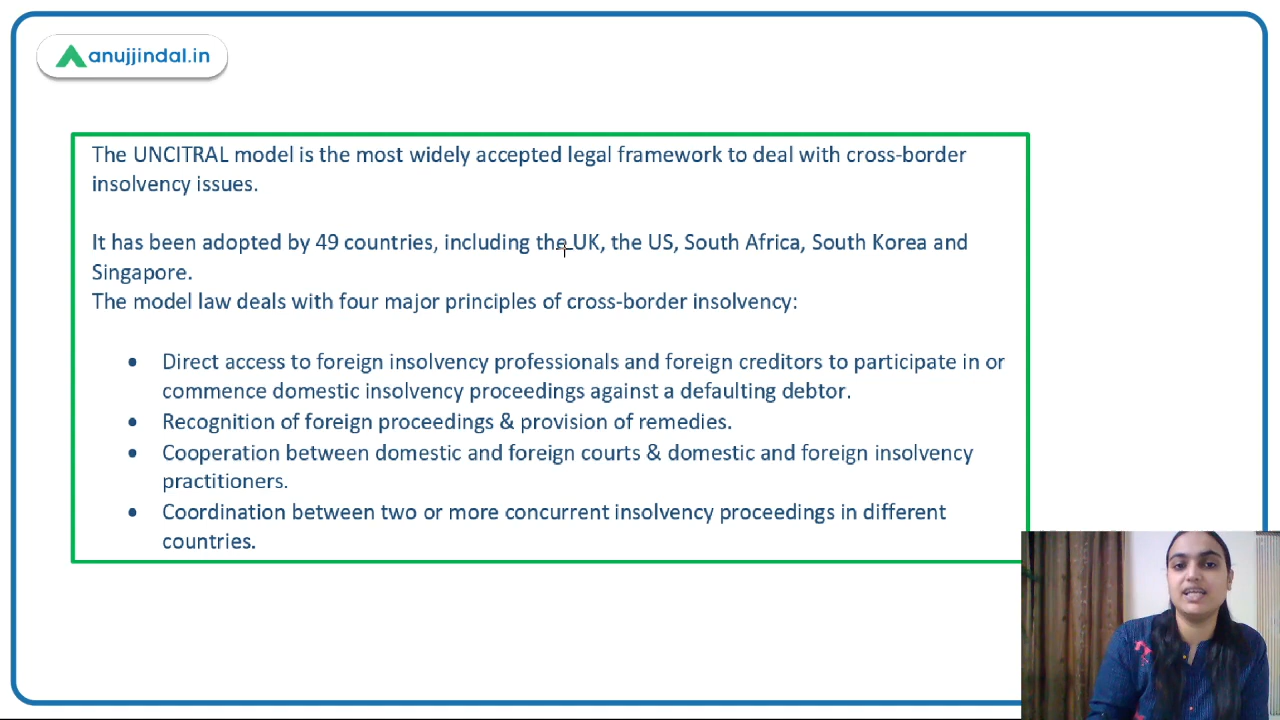 anujjindal.in
The UNCITRAL model is the most widely accepted legal framework to deal with cross-border
insolvency issues.
It has been adopted by 49 countries, including the UK, the US, South Africa, South Korea and
Singapore.
The model law deals with four major principles of cross-border insolvency:
• Direct access to foreign insolvency professionals and foreign creditors to participate in or
commence domestic insolvency proceedings against a defaulting debtor.
• Recognition of foreign proceedings & provision of remedies.
• Cooperation between domestic and foreign courts & domestic and foreign insolvency
practitioners.
• Coordination between two or more concurrent insolvency proceedings in different
countries.